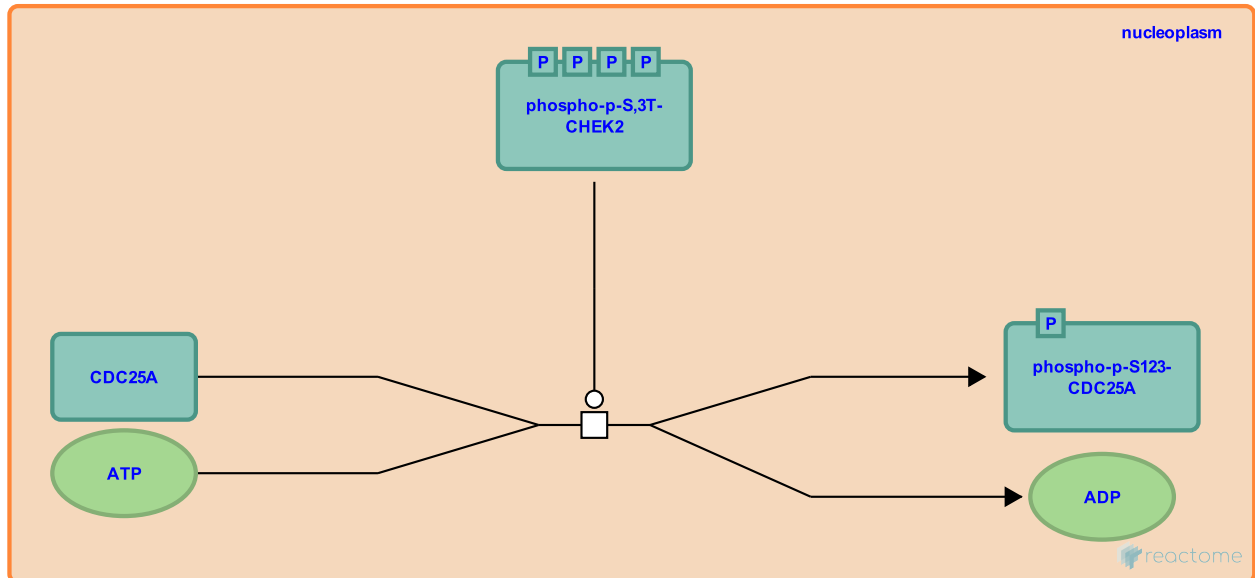 nucleoplasm
P P P P
phospho-p-S,3T-
CHEK2
CDC25A
ATP
P
phospho-p-S123-
CDC25A
ADP
reactome